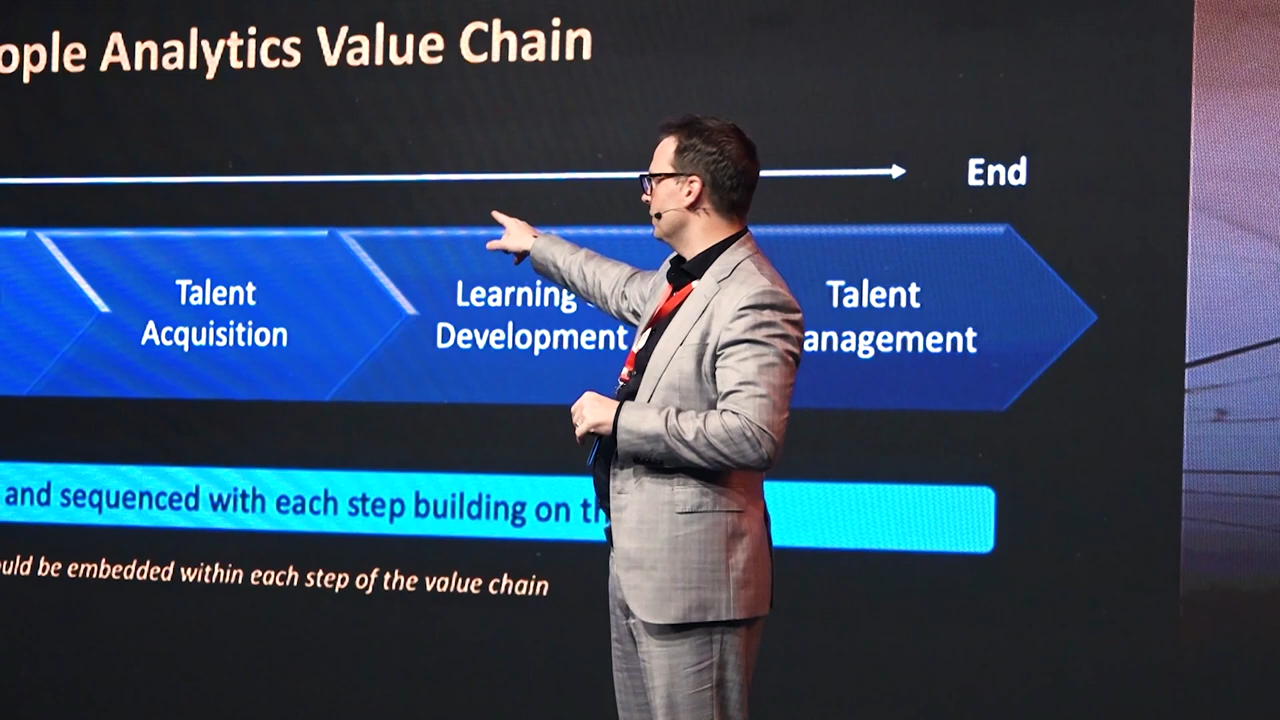 ople Analytics Value Chain
End
Talent
Acquisition
Learning
Development
Talent
anagement
and sequenced with each step building on th
uld be embedded within each step of the value chain